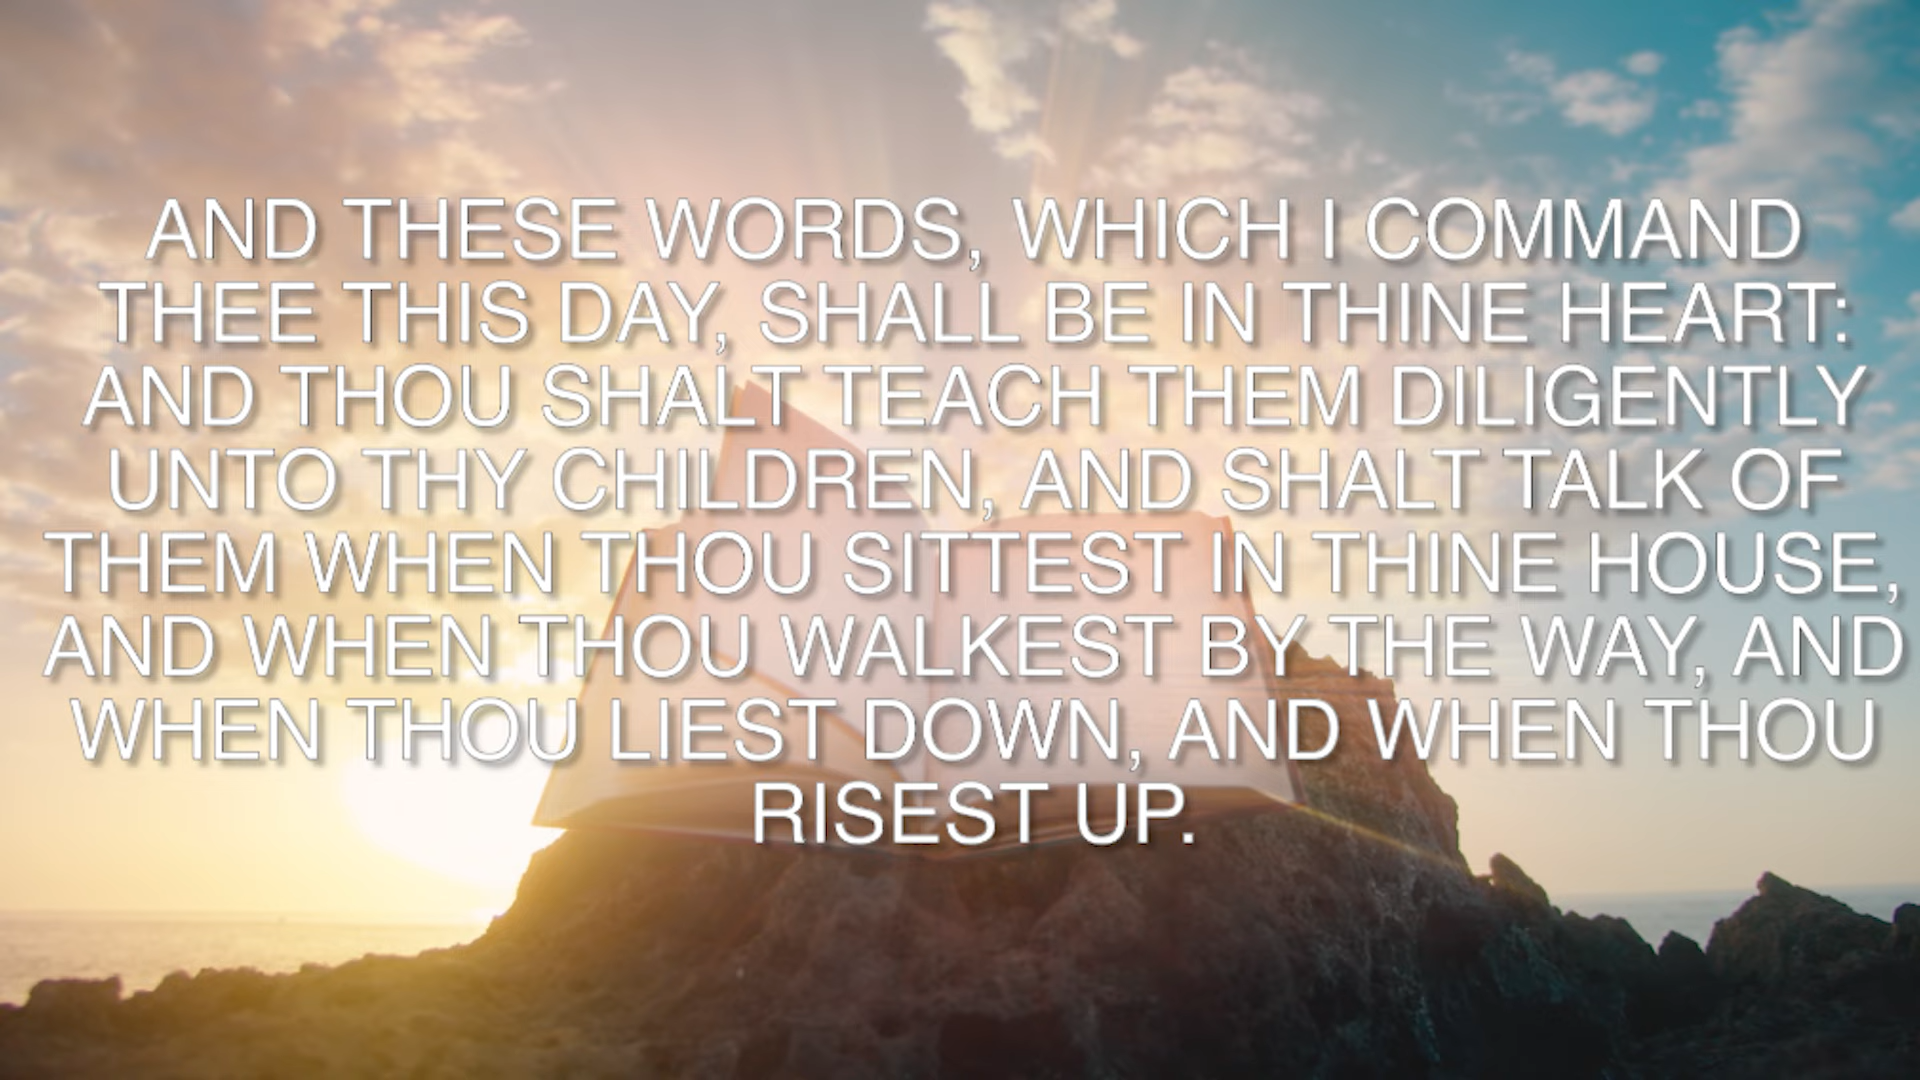 AND THESE WORDS, WHICH I COMMAND
THEE THIS DAY, SHALL BE IN THINE HEART:
AND THOU SHALT TEACH THEM DILIGENTLY
UNTO THY CHILDREN, AND SHALT TALK OF
THEM WHEN THOU SITTEST IN THINE HOUSE,
AND WHEN THOU WALKEST BY THE WAY, AND
WHEN THOU LIEST DOWN, AND WHEN THOU
RISEST UP.